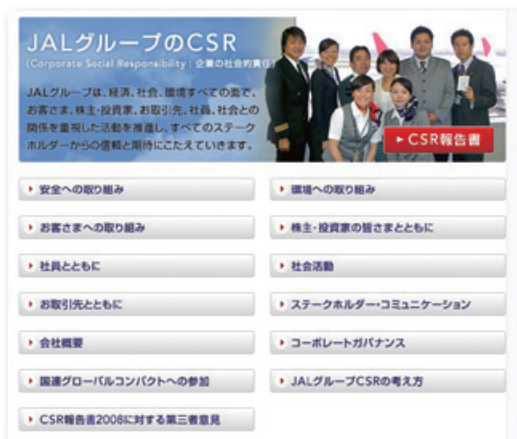 JALグループのCSR
(Corporate Social Responsibility：企業の社会的責任)
JALグループは、経済、社会、環境すべての面で、
お客さま、株主・投資家、お取引先、社員、社会との
関係を重視した活動を推進し、すべてのステーク
ホルダーからの信頼と期待にこたえていきます。
CSR報告書
安全への取り組み
環境への取り組み
お客さまへの取り組み
株主・投資家の皆さまとともに
社員とともに
社会活動
お取引先とともに
ステークホルダー・コミュニケーション
会社概要
コーポレートガバナンス
国連グローバルコンパクトへの参加
JALグループCSRの考え方
CSR報告書2008に対する第三者意見